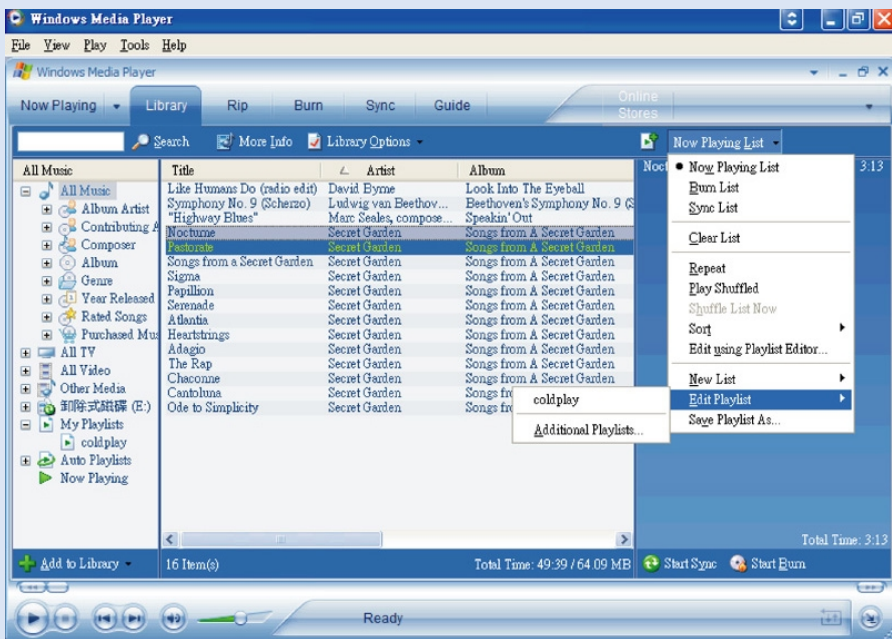 Windows Media Player
File View Play Tools Help
Windows Media Player
Now Playing Library Rip Burn Sync Guide Online Stores
Search More Info Library Options Now Playing List
All Music Title Artist Album
All Music
Album Artist
Contributing A
Composer
Album
Genre
Year Released
Rated Songs
Purchased Mus
All TV
All Video
Other Media
卸除式磁碟 (E:)
My Playlists
coldplay
Auto Playlists
Now Playing
Like Humans Do (radio edit) David Byrne Look Into The Eyeball
Symphony No. 9 (Scherzo) Ludwig van Beethov... Beethoven's Symphony No. 9 (S
"Highway Blues" Marc Seales, compose... Speakin' Out
Nocturne Secret Garden Songs from A Secret Garden
Pastorate Secret Garden Songs from A Secret Garden
Songs from a Secret Garden Secret Garden Songs from A Secret Garden
Sigma Secret Garden Songs from A Secret Garden
Papillion Secret Garden Songs from A Secret Garden
Serenade Secret Garden Songs from A Secret Garden
Atlantia Secret Garden Songs from A Secret Garden
Heartstrings Secret Garden Songs from A Secret Garden
Adagio Secret Garden Songs from A Secret Garden
The Rap Secret Garden Songs from A Secret Garden
Chaconne Secret Garden Songs from A Secret Garden
Cantoluna Secret Garden Songs fr
Ode to Simplicity Secret Garden Songs fr
Noct 3:13
Now Playing List
Burn List
Sync List
Clear List
Repeat
Play Shuffled
Shuffle List Now
Sort
Edit using Playlist Editor...
New List
Edit Playlist
Save Playlist As...
coldplay
Additional Playlists...
Total Time: 3:13
Add to Library 16 Item(s) Total Time: 49:39 / 64.09 MB Start Sync Start Burn
Ready